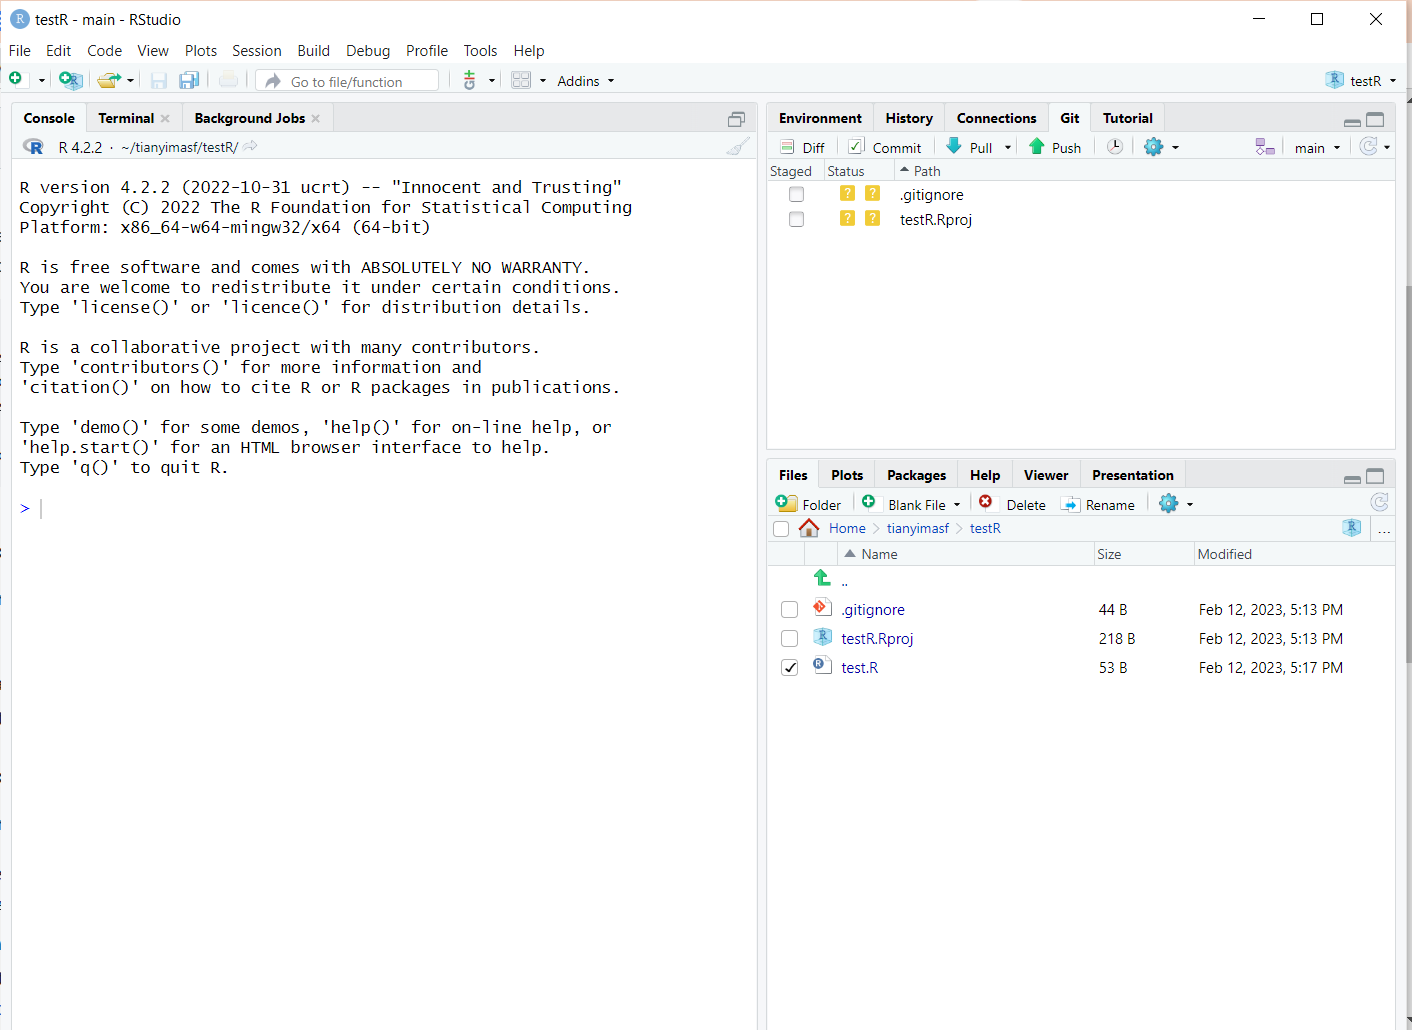 testR - main - RStudio
File Edit Code View Plots Session Build Debug Profile Tools Help
Go to file/function Addins testR
Console Terminal Background Jobs
R 4.2.2 · ~/tianyimasf/testR/
R version 4.2.2 (2022-10-31 ucrt) -- "Innocent and Trusting"
Copyright (C) 2022 The R Foundation for Statistical Computing
Platform: x86_64-w64-mingw32/x64 (64-bit)
R is free software and comes with ABSOLUTELY NO WARRANTY.
You are welcome to redistribute it under certain conditions.
Type 'license()' or 'licence()' for distribution details.
R is a collaborative project with many contributors.
Type 'contributors()' for more information and
'citation()' on how to cite R or R packages in publications.
Type 'demo()' for some demos, 'help()' for on-line help, or
'help.start()' for an HTML browser interface to help.
Type 'q()' to quit R.
>
Environment History Connections Git Tutorial
Diff Commit Pull Push main
Staged Status Path
? ? .gitignore
? ? testR.Rproj
Files Plots Packages Help Viewer Presentation
Folder Blank File Delete Rename
Home tianyimasf testR ...
Name Size Modified
..
.gitignore 44 B Feb 12, 2023, 5:13 PM
testR.Rproj 218 B Feb 12, 2023, 5:13 PM
test.R 53 B Feb 12, 2023, 5:17 PM